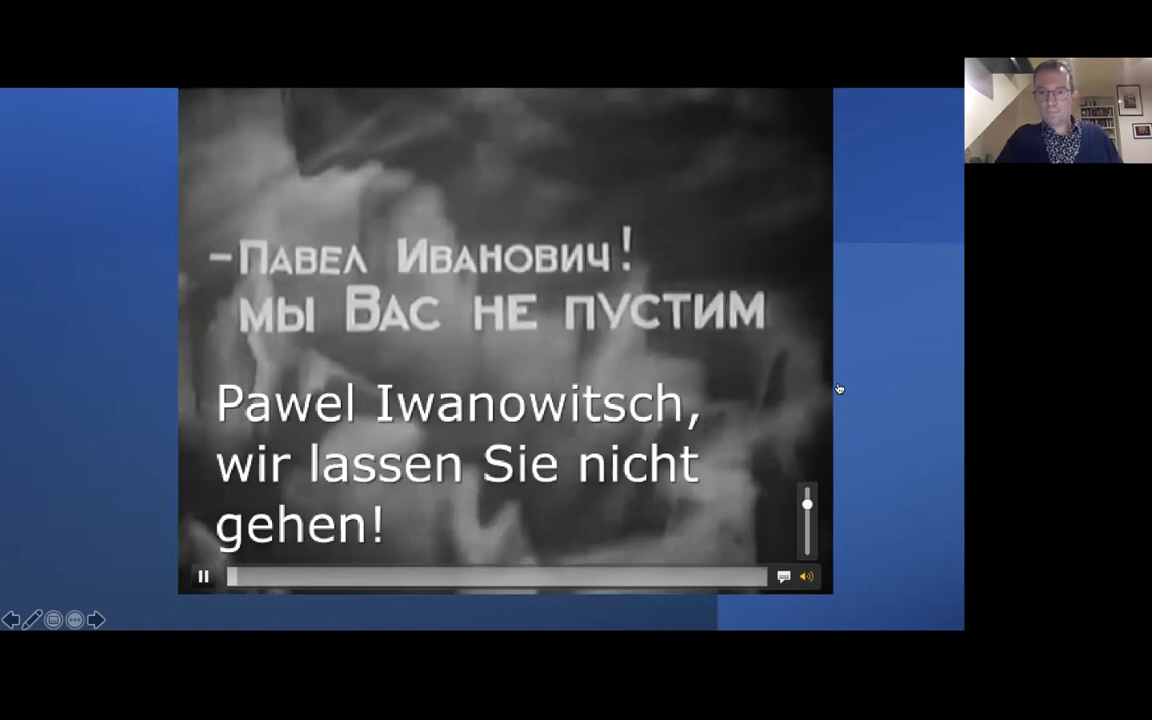 –Павел Иванович!
мы Вас не пустим
Pawel Iwanowitsch,
wir lassen Sie nicht
gehen!